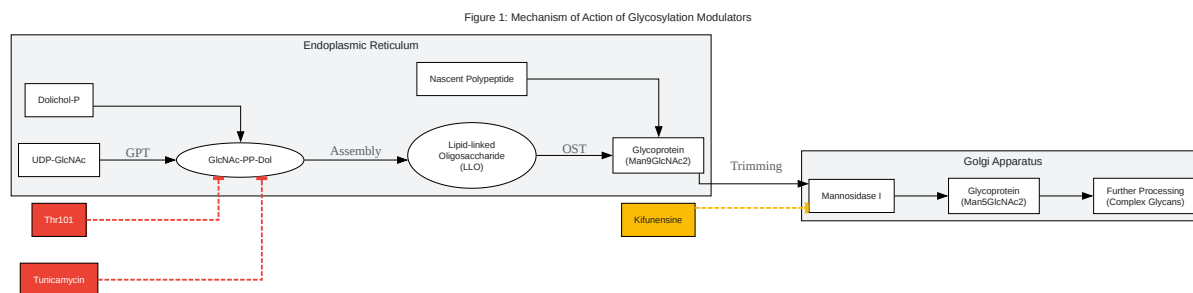 Figure 1: Mechanism of Action of Glycosylation Modulators
Endoplasmic Reticulum
Nascent Polypeptide
Dolichol-P
UDP-GlcNAc
GPT
GlcNAc-PP-Dol
Assembly
Lipid-linked
Oligosaccharide
(LLO)
OST
Glycoprotein
(Man9GlcNAc2)
Trimming
Golgi Apparatus
Mannosidase I
Glycoprotein
(Man5GlcNAc2)
Further Processing
(Complex Glycans)
Thr101
Kifunensine
Tunicamycin